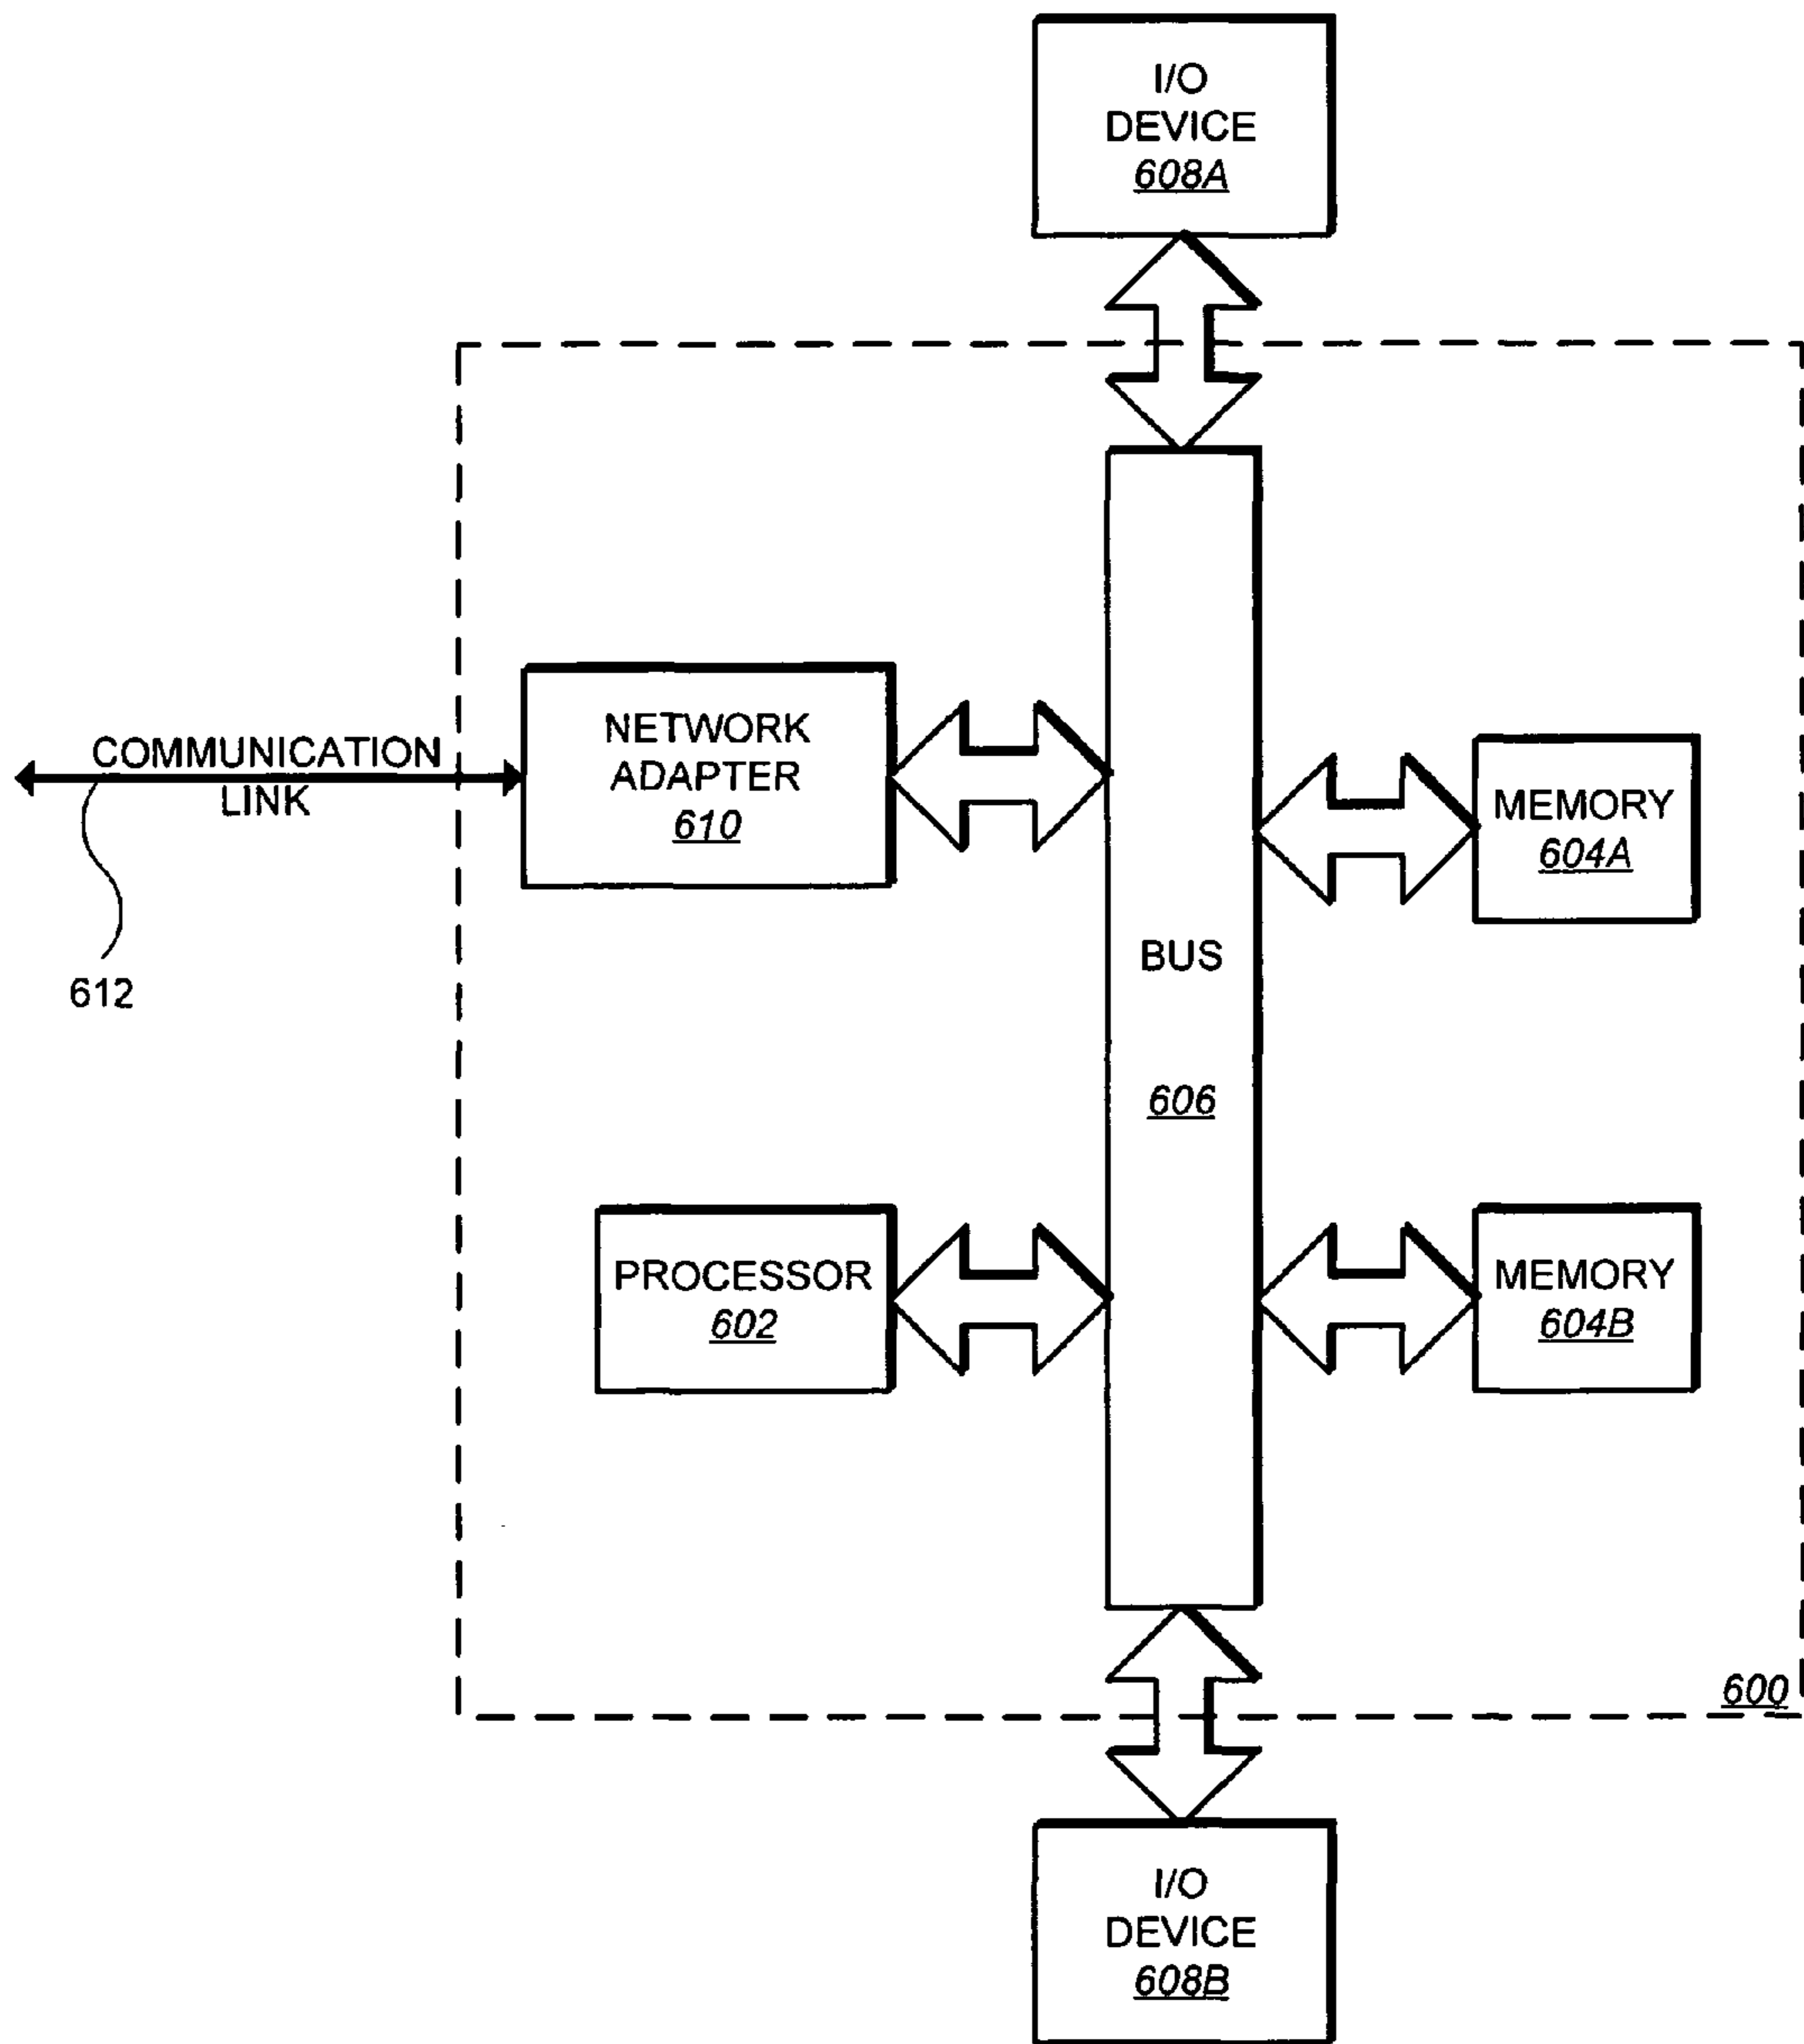 I/O
DEVICE
608A
NETWORK
ADAPTER
610
COMMUNICATION
LINK
612
MEMORY
604A
BUS
606
PROCESSOR
602
MEMORY
604B
600
I/O
DEVICE
608B